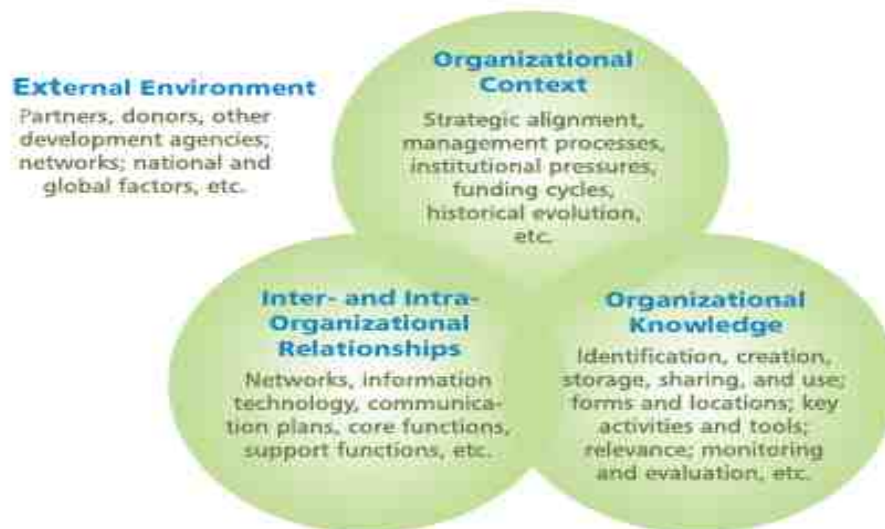 External Environment
Partners, donors, other
development agencies;
networks; national and
global factors, etc.
Organizational
Context
Strategic alignment,
management processes,
institutional pressures,
funding cycles,
historical evolution,
etc.
Inter- and Intra-
Organizational
Relationships
Networks, information
technology, communica-
tion plans, core functions,
support functions, etc.
Organizational
Knowledge
Identification, creation,
storage, sharing, and use;
forms and locations; key
activities and tools;
relevance; monitoring
and evaluation, etc.